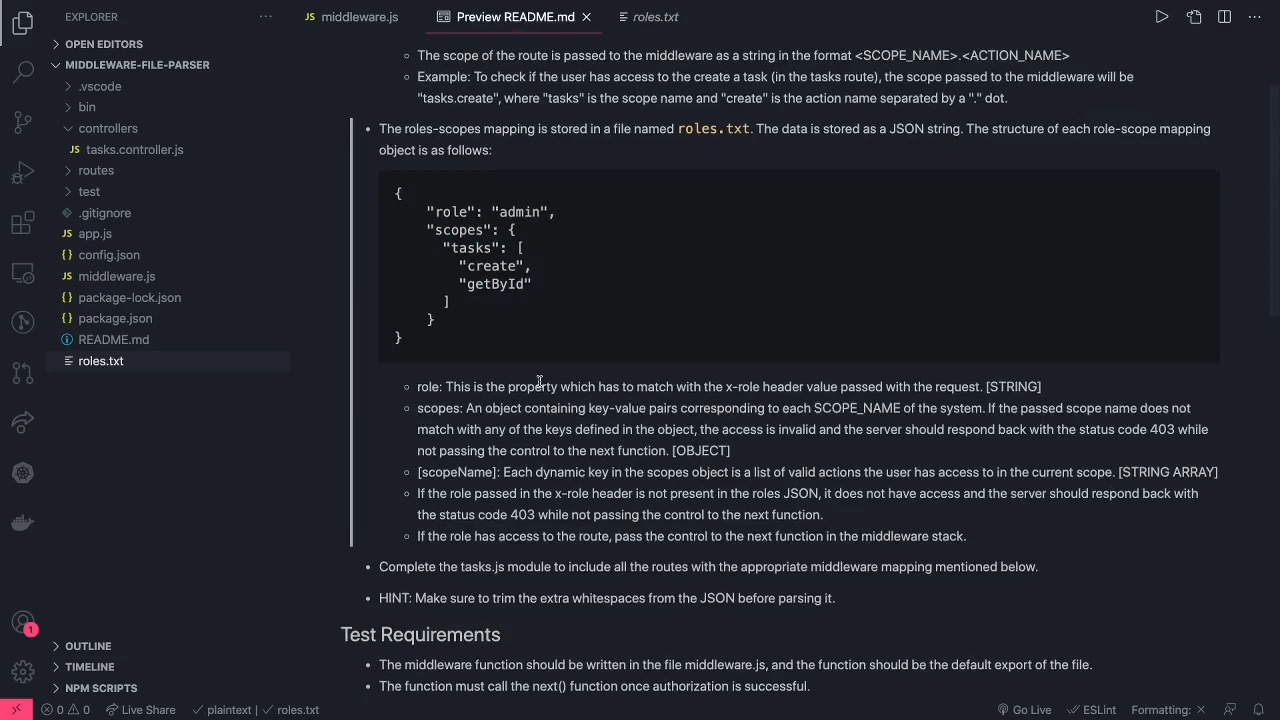 EXPLORER
···
JS middleware.js
Preview README.md ×
roles.txt
···
OPEN EDITORS
MIDDLEWARE-FILE-PARSER
.vscode
bin
controllers
JS tasks.controller.js
routes
test
.gitignore
JS app.js
{} config.json
JS middleware.js
{} package-lock.json
{} package.json
README.md
roles.txt
OUTLINE
TIMELINE
NPM SCRIPTS
The scope of the route is passed to the middleware as a string in the format <SCOPE_NAME>.<ACTION_NAME>
Example: To check if the user has access to the create a task (in the tasks route), the scope passed to the middleware will be
"tasks.create", where "tasks" is the scope name and "create" is the action name separated by a "." dot.
The roles-scopes mapping is stored in a file named roles.txt. The data is stored as a JSON string. The structure of each role-scope mapping
object is as follows:
{
"role": "admin",
"scopes": {
"tasks": [
"create",
"getById"
]
}
}
role: This is the property which has to match with the x-role header value passed with the request. [STRING]
scopes: An object containing key-value pairs corresponding to each SCOPE_NAME of the system. If the passed scope name does not
match with any of the keys defined in the object, the access is invalid and the server should respond back with the status code 403 while
not passing the control to the next function. [OBJECT]
[scopeName]: Each dynamic key in the scopes object is a list of valid actions the user has access to in the current scope. [STRING ARRAY]
If the role passed in the x-role header is not present in the roles JSON, it does not have access and the server should respond back with
the status code 403 while not passing the control to the next function.
If the role has access to the route, pass the control to the next function in the middleware stack.
Complete the tasks.js module to include all the routes with the appropriate middleware mapping mentioned below.
HINT: Make sure to trim the extra whitespaces from the JSON before parsing it.
Test Requirements
The middleware function should be written in the file middleware.js, and the function should be the default export of the file.
The function must call the next() function once authorization is successful.
1
0 0 Live Share plaintext | roles.txt
Go Live ESLint Formatting: ×